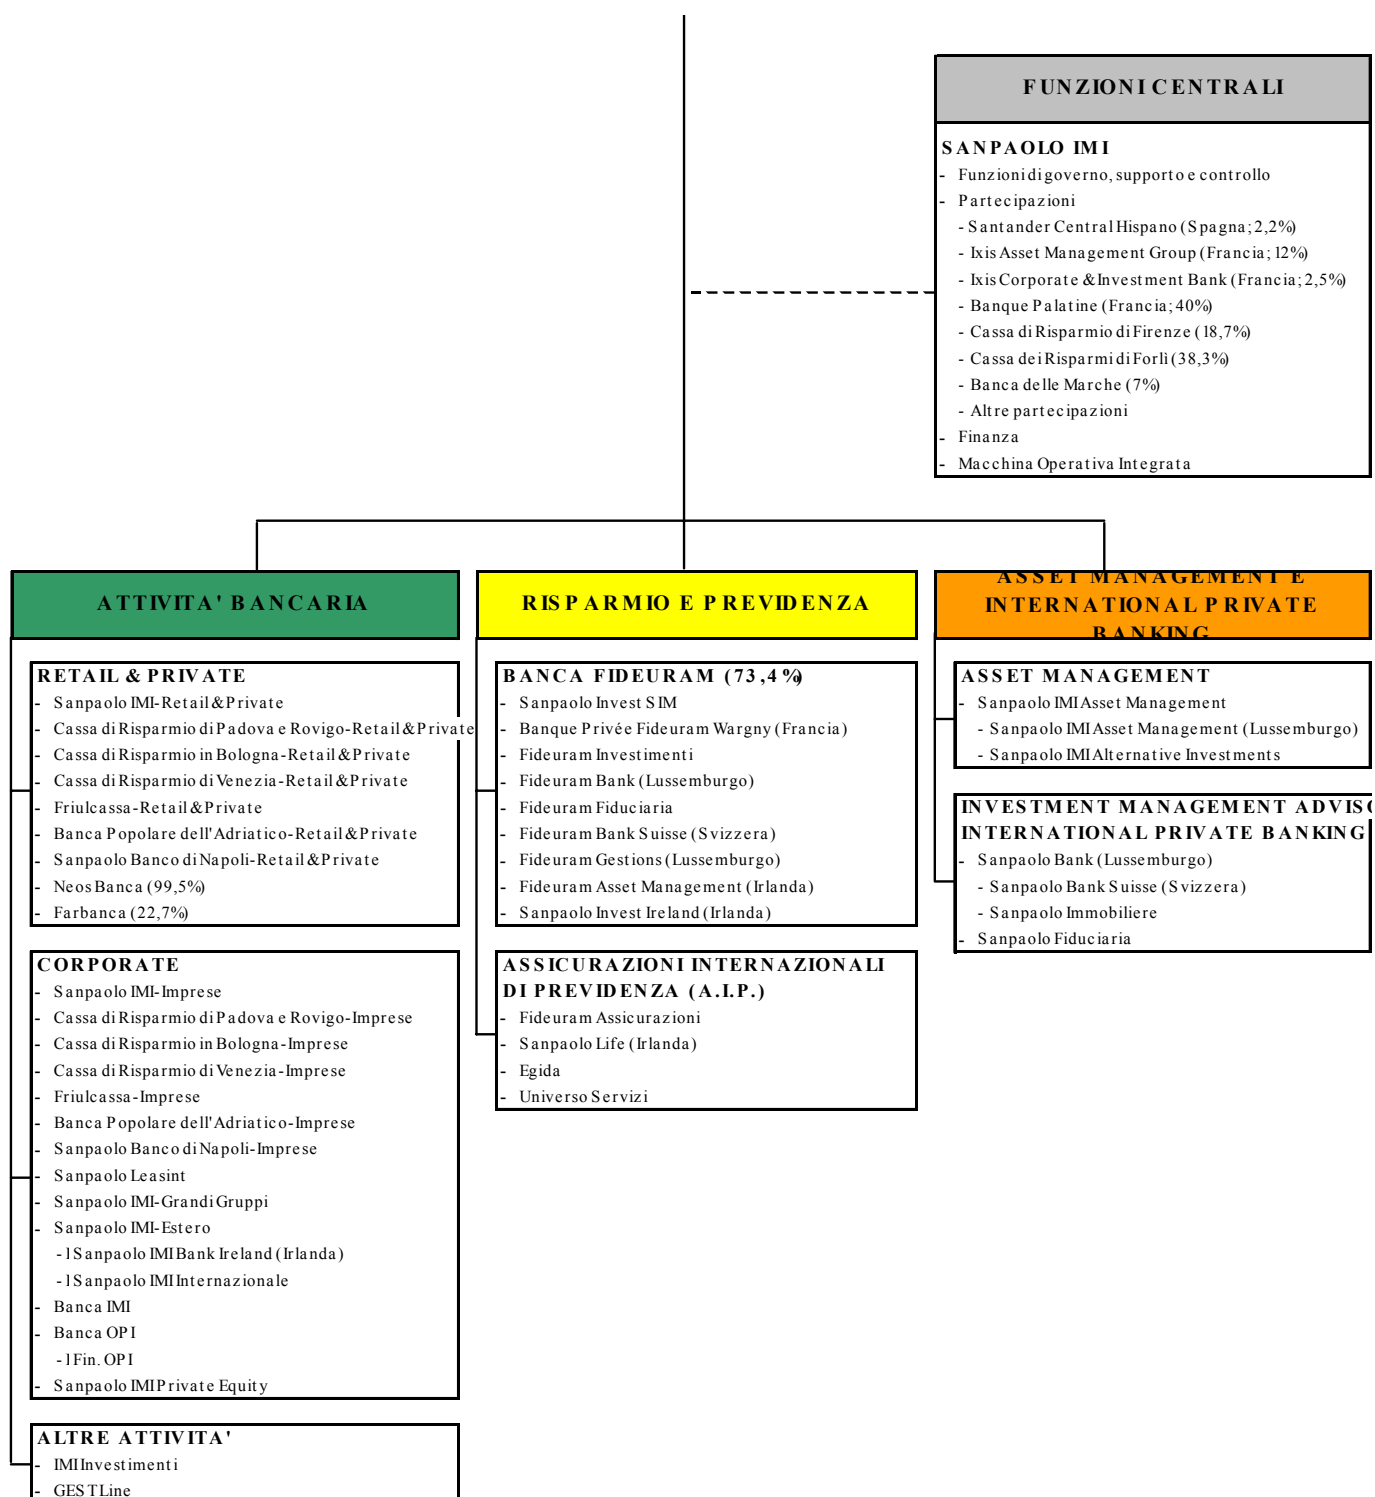 FUNZIONI CENTRALI
SANPAOLO IMI
- Funzioni di governo, supporto e controllo
- Partecipazioni
- Santander Central Hispano (Spagna; 2,2%)
- Ixis Asset Management Group (Francia; 12%)
- Ixis Corporate & Investment Bank (Francia; 2,5%)
- Banque Palatine (Francia; 40%)
- Cassa di Risparmio di Firenze (18,7%)
- Cassa dei Risparmi di Forlì (38,3%)
- Banca delle Marche (7%)
- Altre partecipazioni
- Finanza
- Macchina Operativa Integrata
ATTIVITA' BANCARIA
RETAIL & PRIVATE
- Sanpaolo IMI-Retail & Private
- Cassa di Risparmio di Padova e Rovigo-Retail & Private
- Cassa di Risparmio in Bologna-Retail & Private
- Cassa di Risparmio di Venezia-Retail & Private
- Friulcassa-Retail & Private
- Banca Popolare dell'Adriatico-Retail & Private
- Sanpaolo Banco di Napoli-Retail & Private
- Neos Banca (99,5%)
- Farbanca (22,7%)
CORPORATE
- Sanpaolo IMI-Imprese
- Cassa di Risparmio di Padova e Rovigo-Imprese
- Cassa di Risparmio in Bologna-Imprese
- Cassa di Risparmio di Venezia-Imprese
- Friulcassa-Imprese
- Banca Popolare dell'Adriatico-Imprese
- Sanpaolo Banco di Napoli-Imprese
- Sanpaolo Leasint
- Sanpaolo IMI-Grandi Gruppi
- Sanpaolo IMI-Estero
- l Sanpaolo IMI Bank Ireland (Irlanda)
- l Sanpaolo IMI Internazionale
- Banca IMI
- Banca OPI
- l Fin. OPI
- Sanpaolo IMI Private Equity
ALTRE ATTIVITA'
- IMI Investimenti
- GESTLine
RISPARMIO E PREVIDENZA
BANCA FIDEURAM (73,4%)
- Sanpaolo Invest SIM
- Banque Privée Fideuram Wargny (Francia)
- Fideuram Investimenti
- Fideuram Bank (Lussemburgo)
- Fideuram Fiduciaria
- Fideuram Bank Suisse (Svizzera)
- Fideuram Gestions (Lussemburgo)
- Fideuram Asset Management (Irlanda)
- Sanpaolo Invest Ireland (Irlanda)
ASSICURAZIONI INTERNAZIONALI
DI PREVIDENZA (A.I.P.)
- Fideuram Assicurazioni
- Sanpaolo Life (Irlanda)
- Egida
- Universo Servizi
ASSET MANAGEMENT E
INTERNATIONAL PRIVATE
BANKING
ASSET MANAGEMENT
- Sanpaolo IMI Asset Management
- Sanpaolo IMI Asset Management (Lussemburgo)
- Sanpaolo IMI Alternative Investments
INVESTMENT MANAGEMENT ADVISO
INTERNATIONAL PRIVATE BANKING
- Sanpaolo Bank (Lussemburgo)
- Sanpaolo Bank Suisse (Svizzera)
- Sanpaolo Immobiliere
- Sanpaolo Fiduciaria